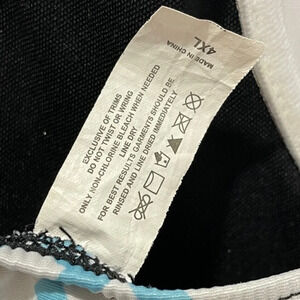 4XL
MADE IN CHINA
EXCLUSIVE OF TRIMS
DO NOT TWIST OR WRING
LINE DRY
ONLY NON-CHLORINE BLEACH WHEN NEEDED
FOR BEST RESULTS GARMENTS SHOULD BE
RINSED AND LINE DRIED IMMEDIATELY